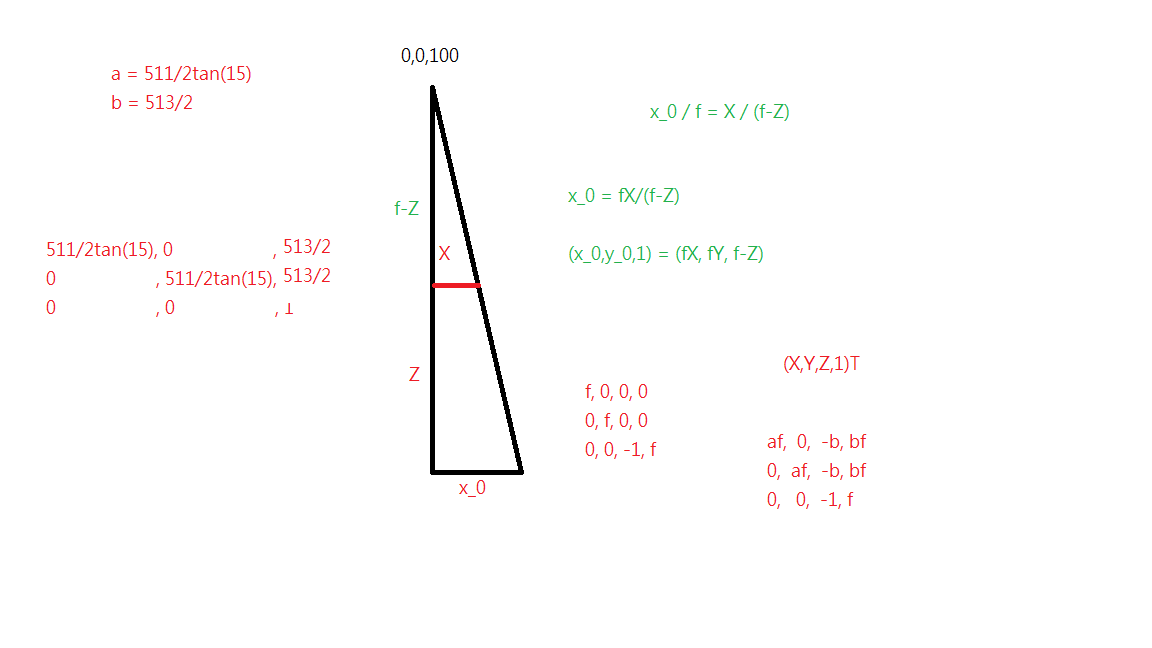 0,0,100
a = 511/2tan(15)
b = 513/2
x_0 / f = X / (f-Z)
x_0 = fX/(f-Z)
f-Z
511/2tan(15), 0 , 513/2
X
(x_0,y_0,1) = (fX, fY, f-Z)
0 , 511/2tan(15), 513/2
0 , 0 , 1
(X,Y,Z,1)T
Z
f, 0, 0, 0
0, f, 0, 0
0, 0, -1, f
af, 0, -b, bf
0, af, -b, bf
0, 0, -1, f
x_0